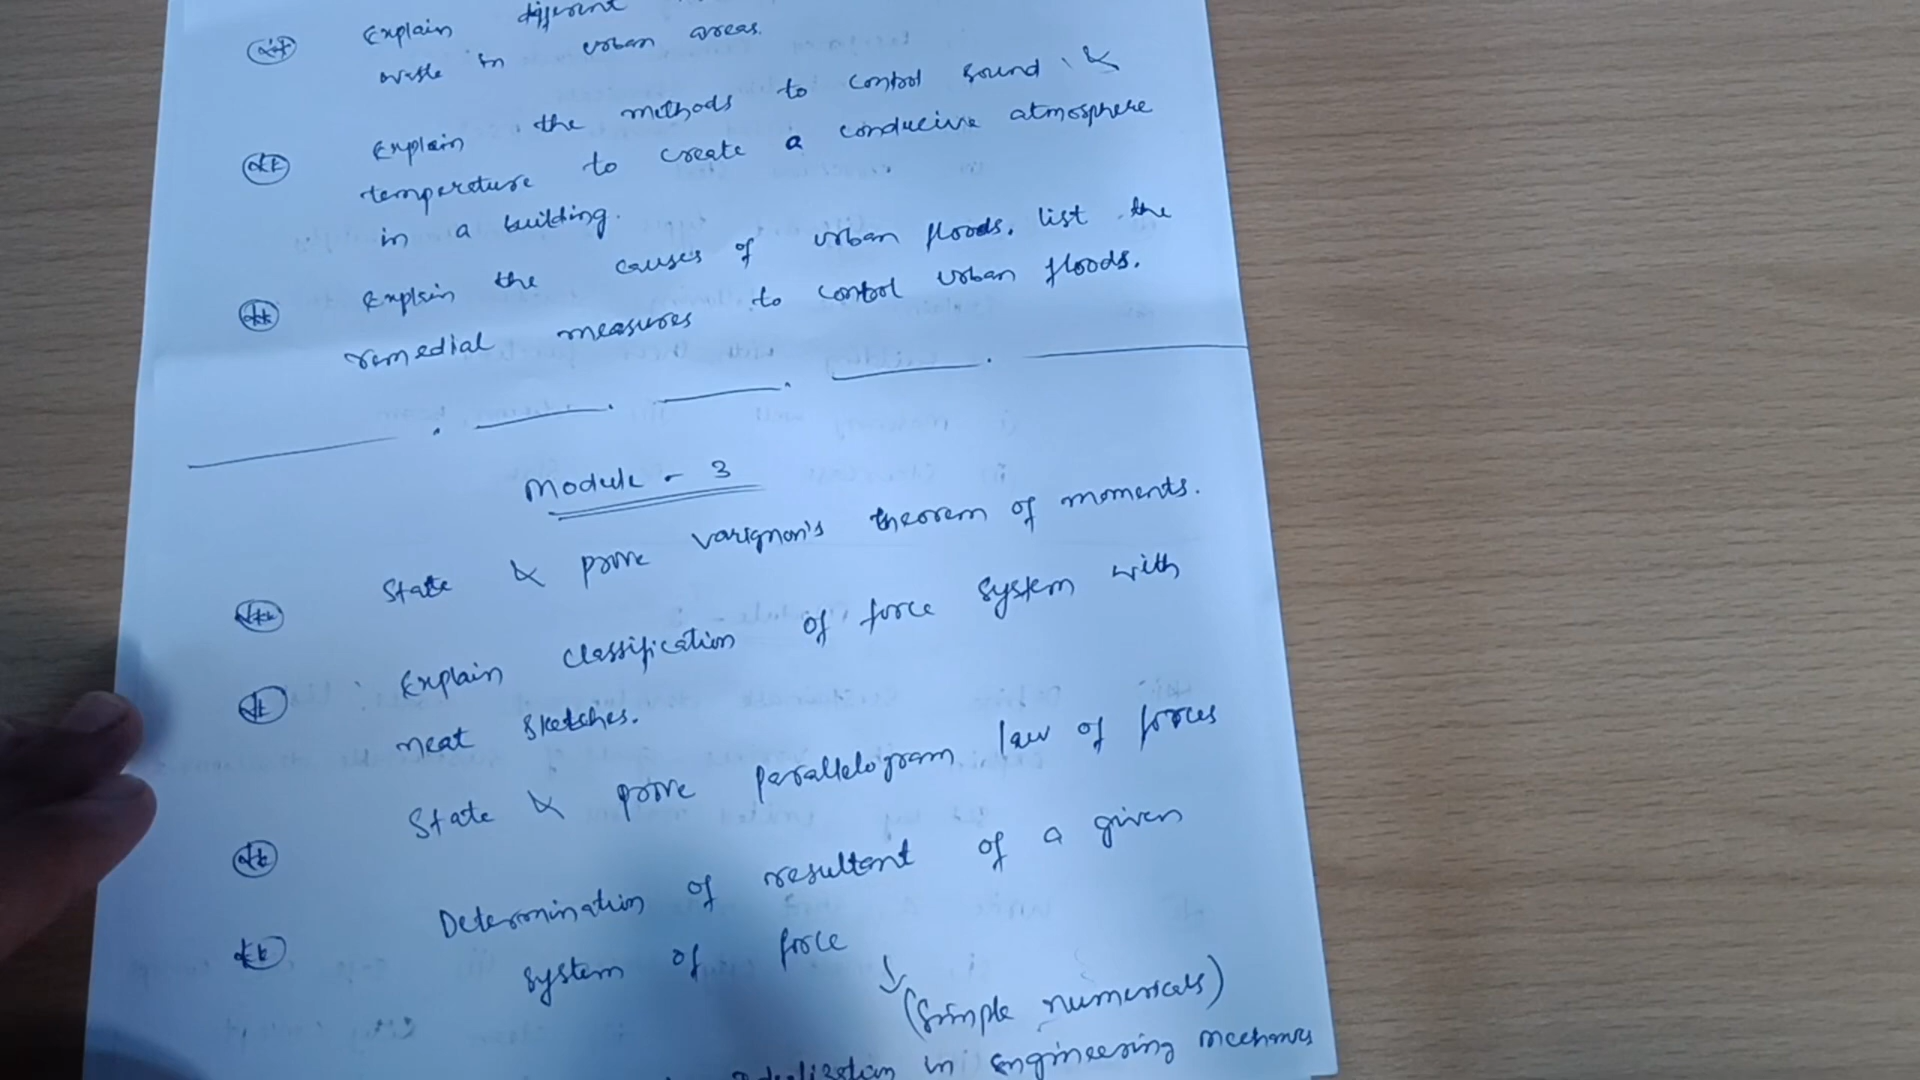 Explain different
waste in urban areas.
Explain the methods to control sound &
temperature to create a conducive atmosphere
in a building.
Explain the causes of urban floods. list the
remedial measures to control urban floods.
Module - 3
State & prove varignon's theorem of moments.
Explain classification of force system with
neat sketches.
State & prove parallelogram law of forces
Determination of resultant of a given
system of force
(Simple numericals)
in engineering mechanics